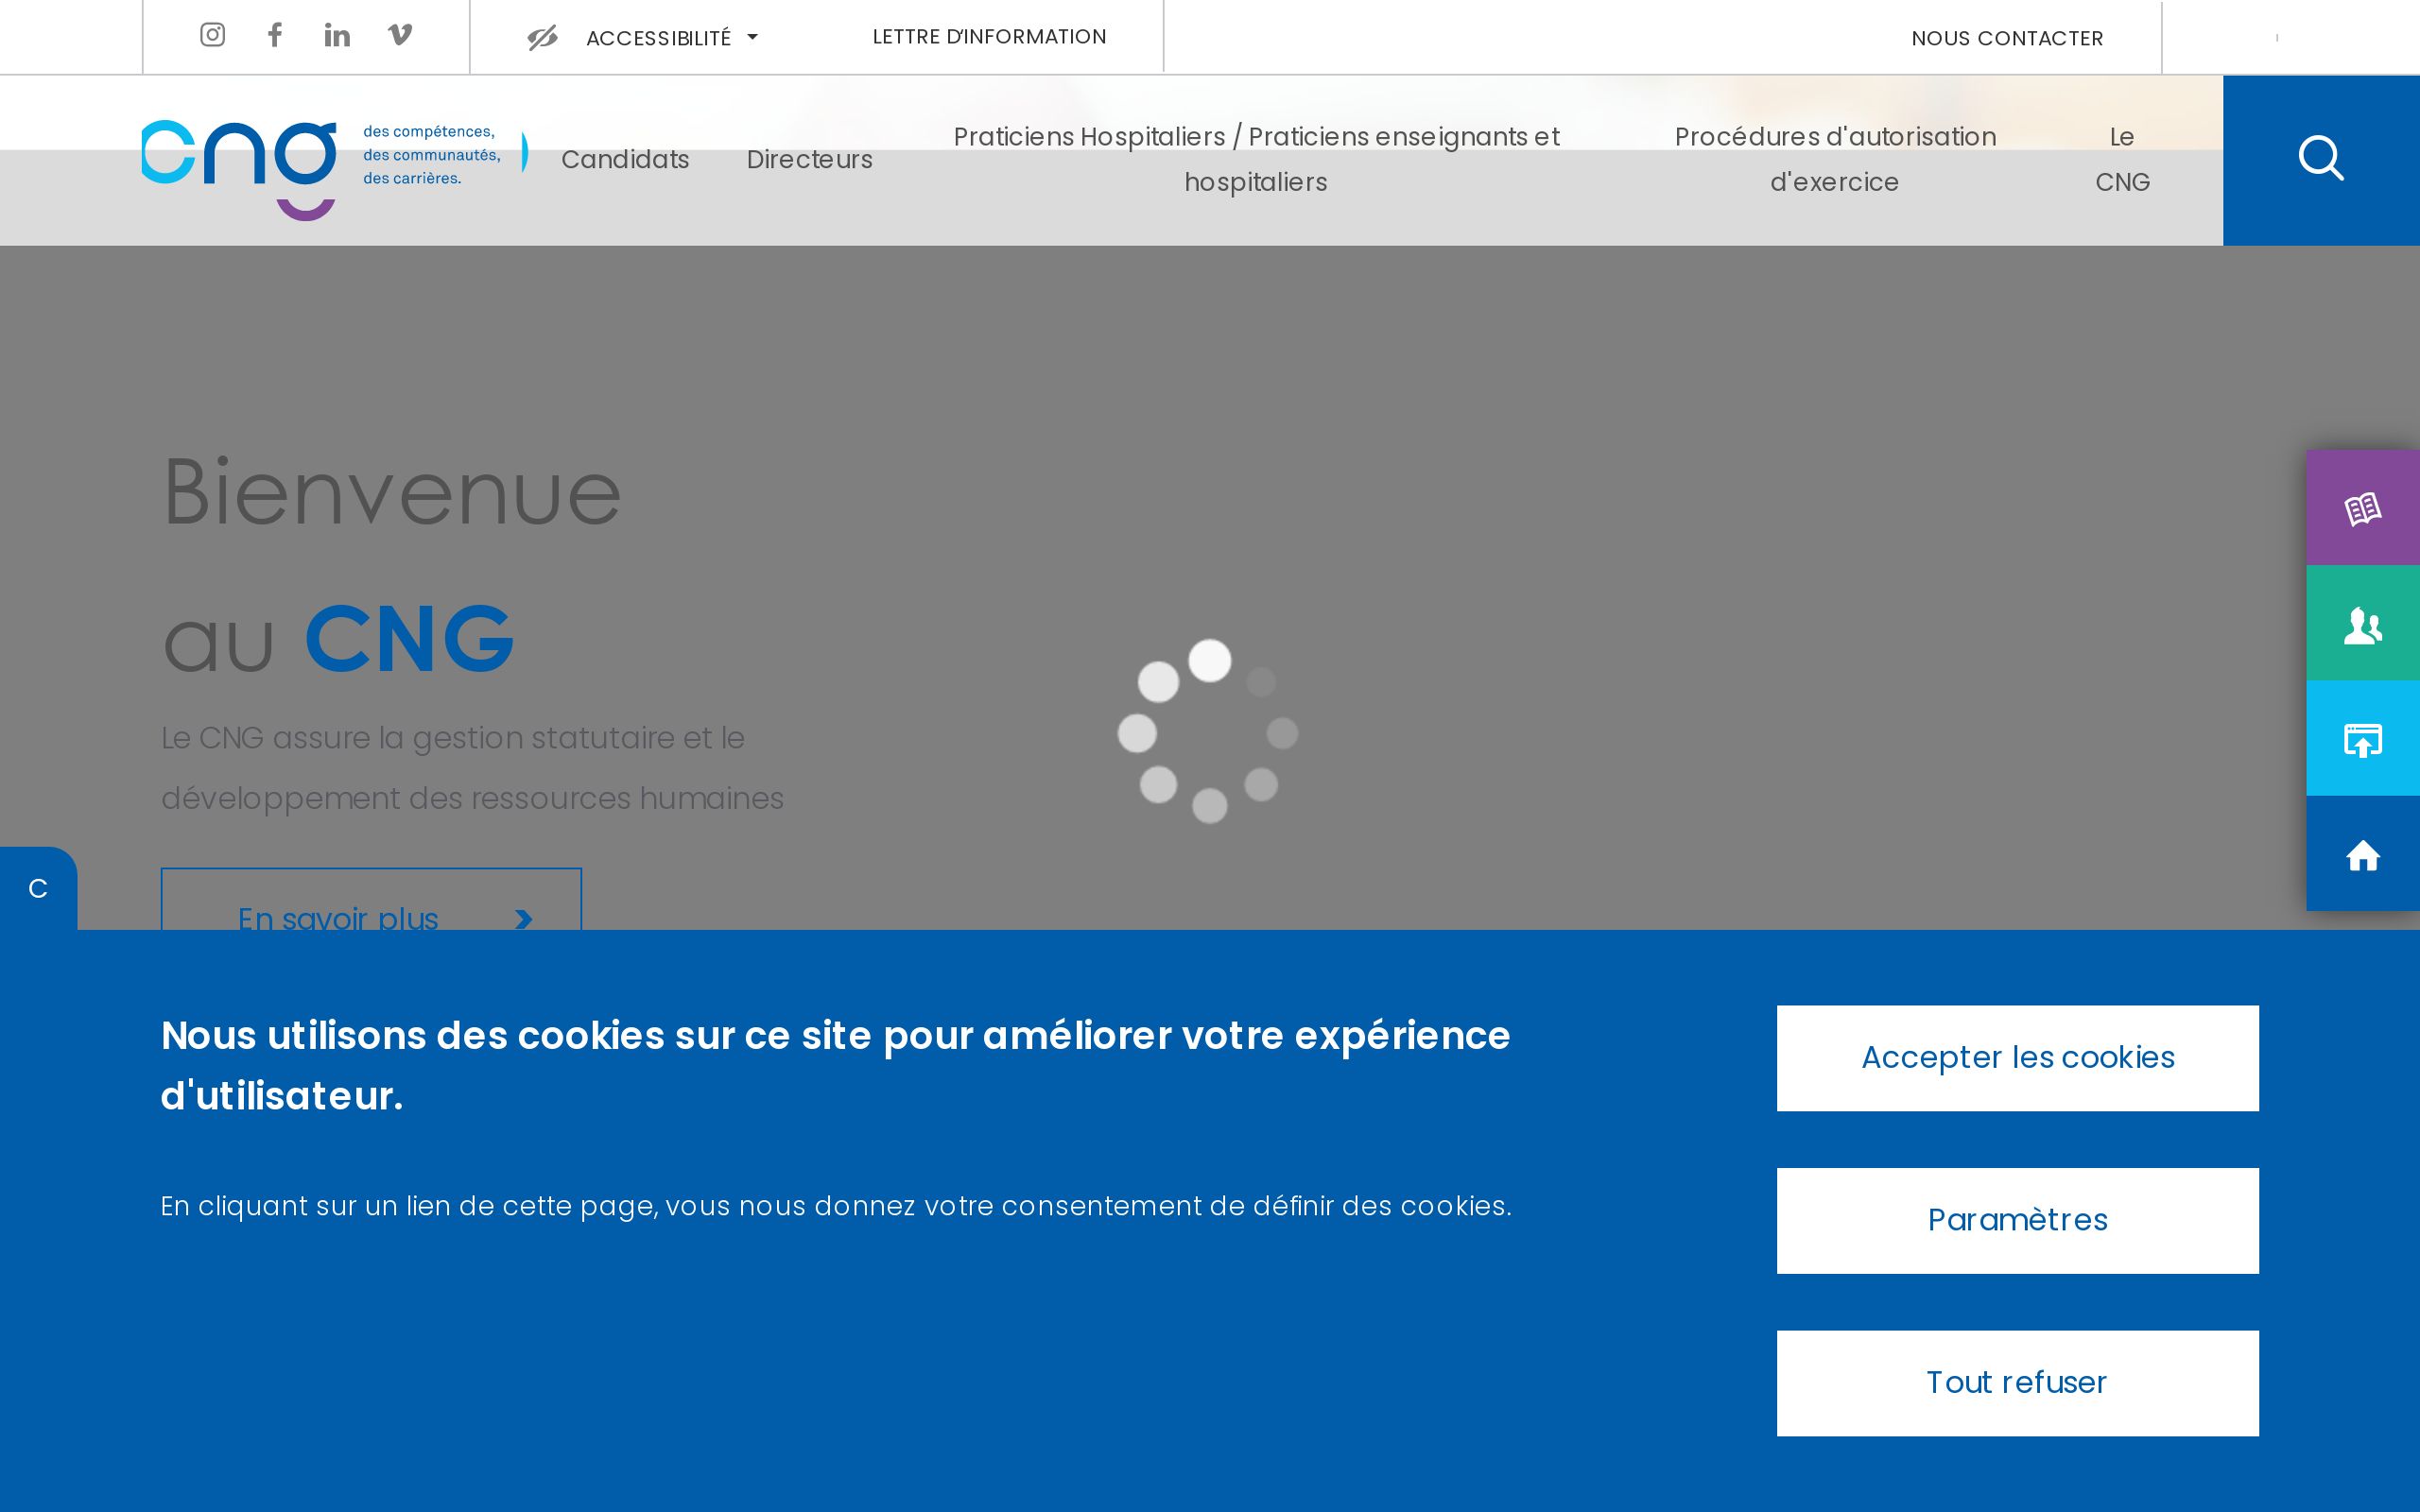 ACCESSIBILITÉ
LETTRE D'INFORMATION
NOUS CONTACTER
cng
des compétences,
des communautés,
des carrières.
Candidats
Directeurs
Praticiens Hospitaliers / Praticiens enseignants et
hospitaliers
Procédures d'autorisation
d'exercice
Le
CNG
Bienvenue
au CNG
Le CNG assure la gestion statutaire et le
développement des ressources humaines
En savoir plus
C
Nous utilisons des cookies sur ce site pour améliorer votre expérience
d'utilisateur.
En cliquant sur un lien de cette page, vous nous donnez votre consentement de définir des cookies.
Accepter les cookies
Paramètres
Tout refuser